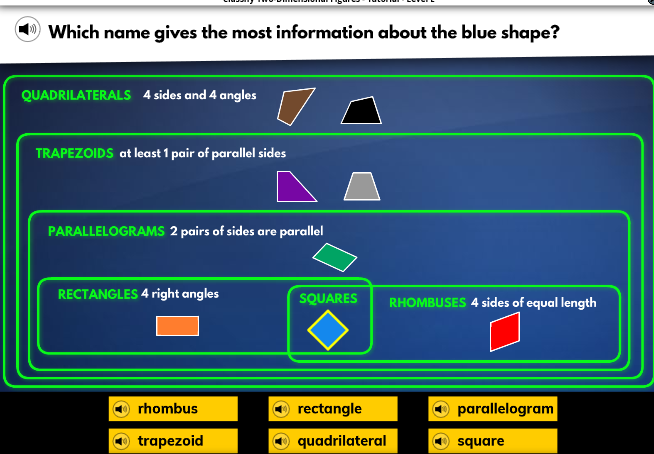 Classify Two-Dimensional Figures - Tutorial - Level E
Which name gives the most information about the blue shape?
QUADRILATERALS 4 sides and 4 angles
TRAPEZOIDS at least 1 pair of parallel sides
PARALLELOGRAMS 2 pairs of sides are parallel
RECTANGLES 4 right angles
SQUARES
RHOMBUSES 4 sides of equal length
rhombus
rectangle
parallelogram
trapezoid
quadrilateral
square